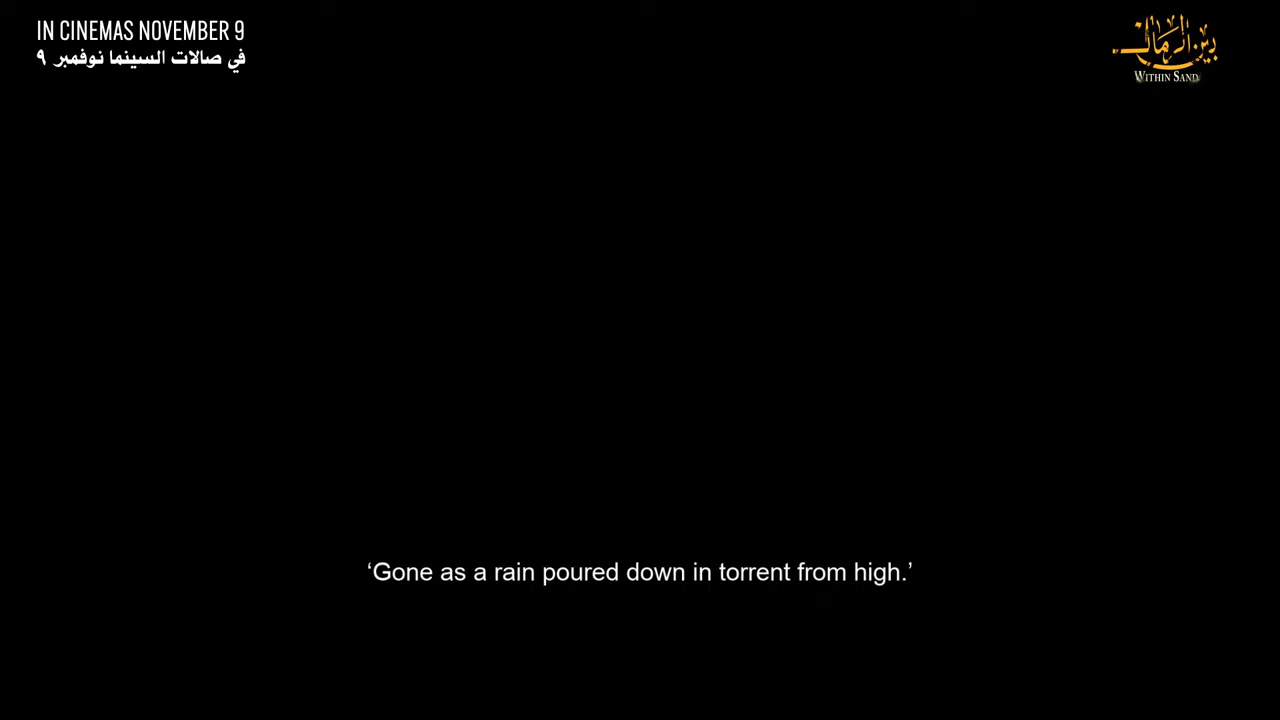 IN CINEMAS NOVEMBER 9
في صالات السينما نوفمبر ٩
بين الرمال
WITHIN SAND
‘Gone as a rain poured down in torrent from high.’